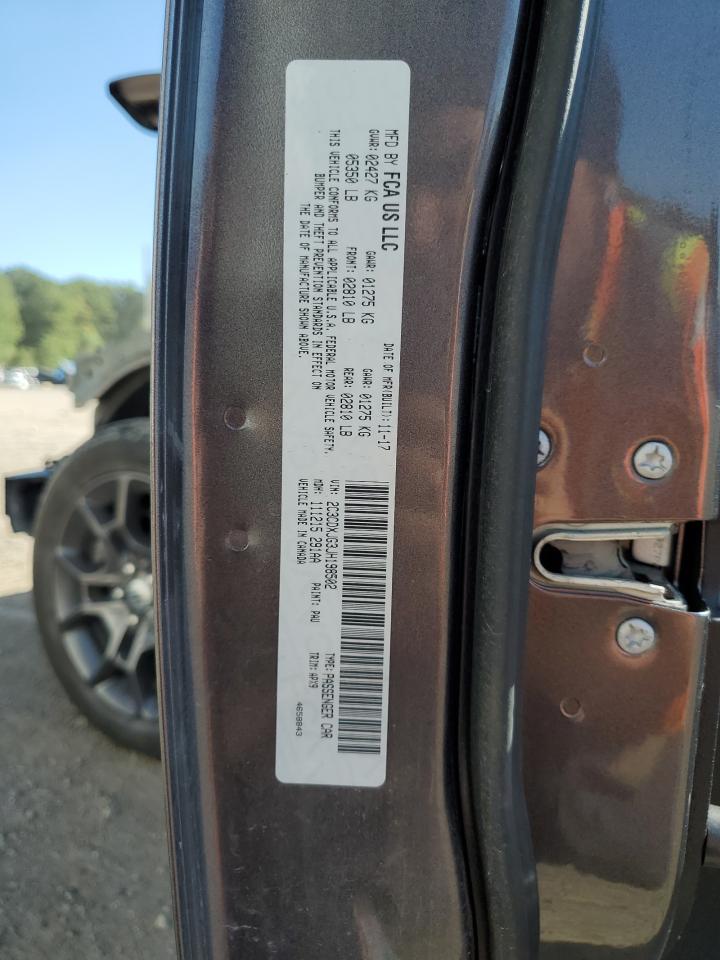 MFD BY FCA US LLC DATE OF MFR(BUILT): 11-17
GVWR: 02427 KG GAWR: 01275 KG GAWR: 01275 KG
05350 LB FRONT: 02810 LB REAR: 02810 LB
THIS VEHICLE CONFORMS TO ALL APPLICABLE U.S.A. FEDERAL MOTOR VEHICLE SAFETY,
BUMPER AND THEFT PREVENTION STANDARDS IN EFFECT ON
THE DATE OF MANUFACTURE SHOWN ABOVE.
VIN: 2C3CDXJG3JH198502 TYPE: PASSENGER CAR
MDH: 111215 291AA PAINT: PAU TRIM: APX9
VEHICLE MADE IN CANADA 4658843